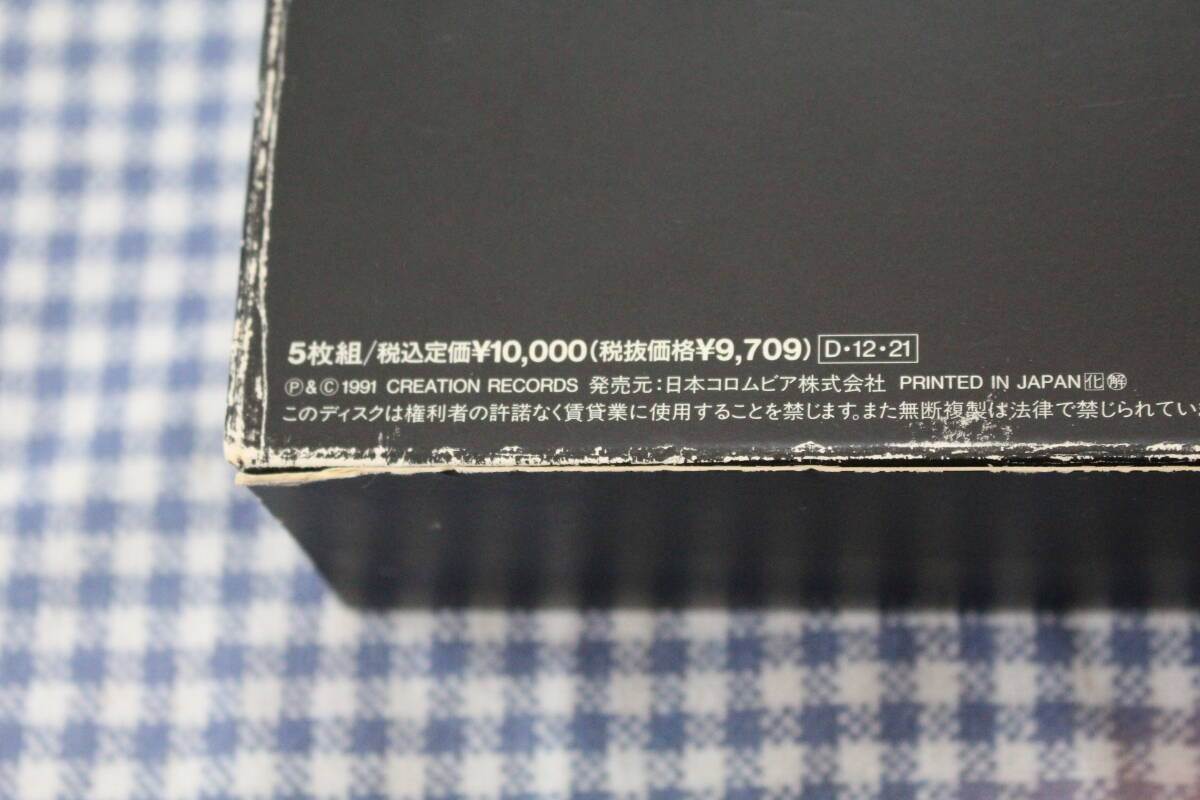 5枚組/税込定価¥10,000(税抜価格¥9,709) D・12・21
Ⓟ&Ⓒ1991 CREATION RECORDS 発売元:日本コロムビア株式会社 PRINTED IN JAPAN 化 解
このディスクは権利者の許諾なく賃貸業に使用することを禁じます。また無断複製は法律で禁じられてい